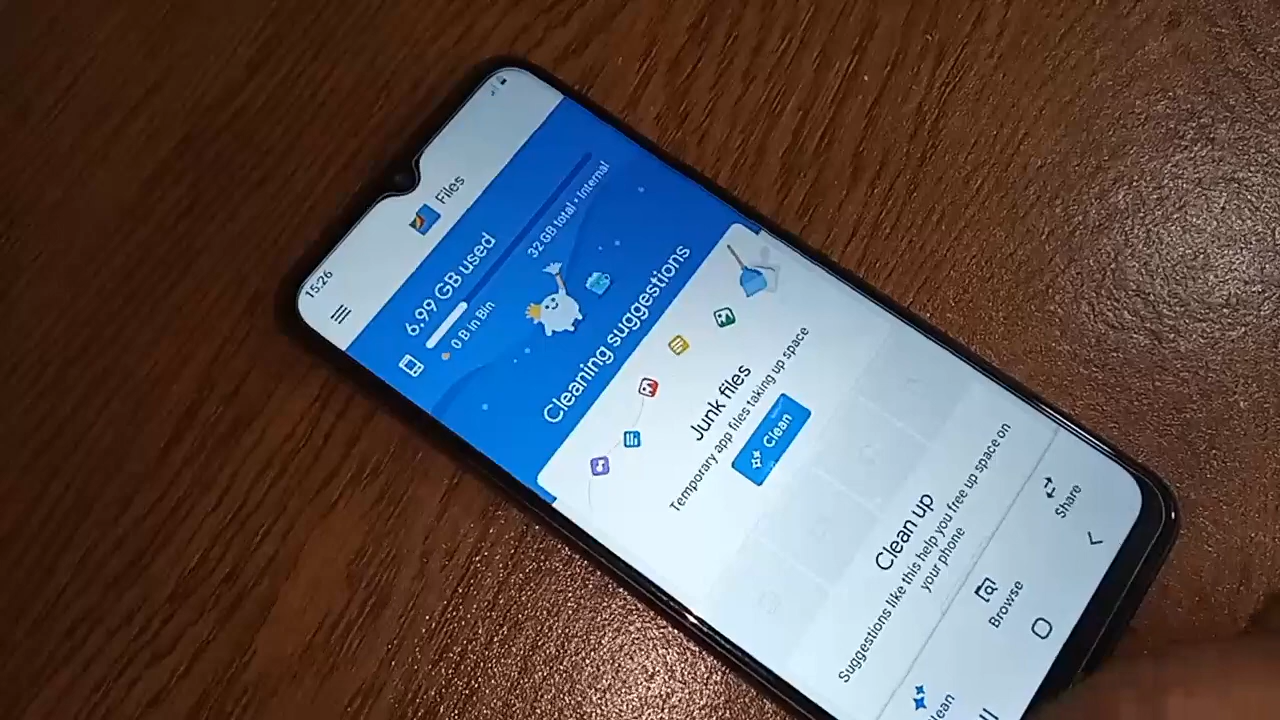 15:26
Files
6.99 GB used
0 B in Bin
32 GB total • Internal
Cleaning suggestions
Junk files
Temporary app files taking up space
Clean
Clean up
Suggestions like this help you free up space on
your phone
Clean
Browse
Share